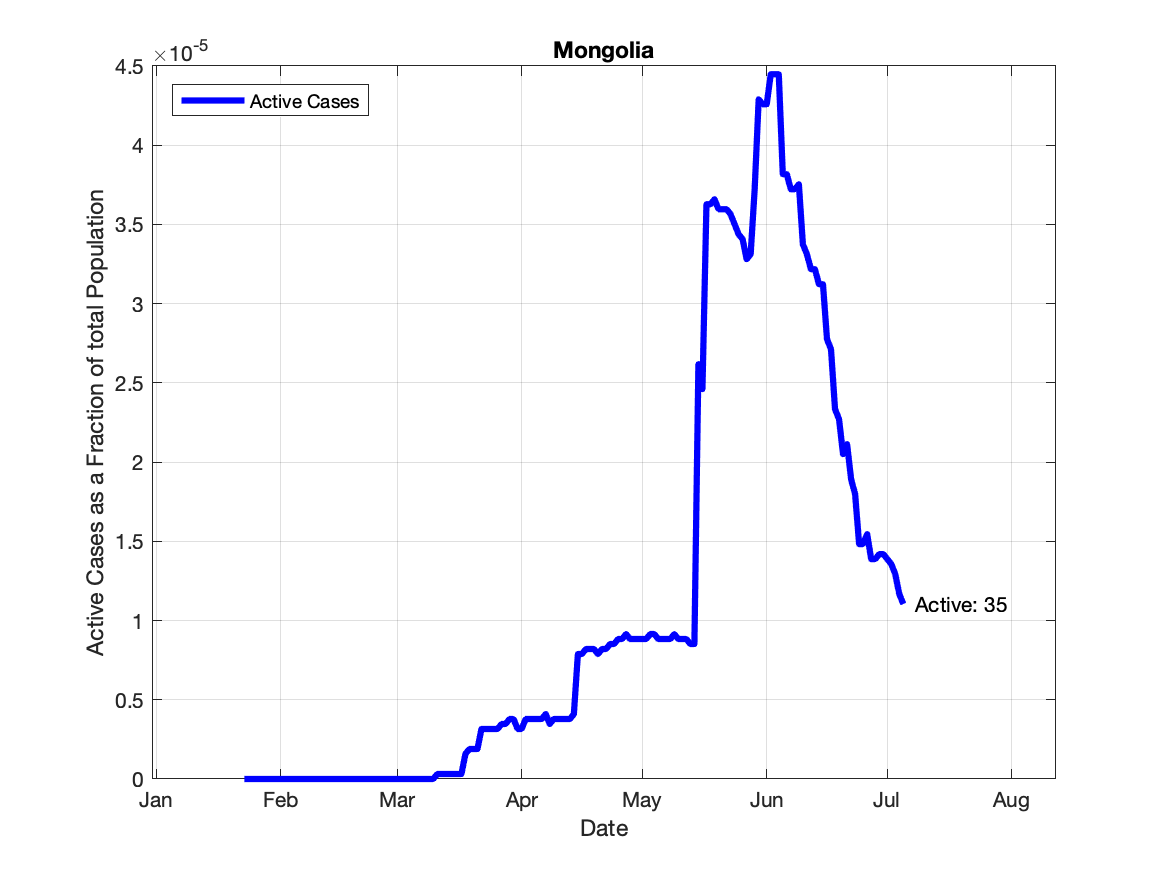 Mongolia
×10⁻⁵
Active Cases
4.5
4
3.5
3
2.5
2
1.5
1
0.5
0
Active Cases as a Fraction of total Population
Active: 35
Jan Feb Mar Apr May Jun Jul Aug
Date